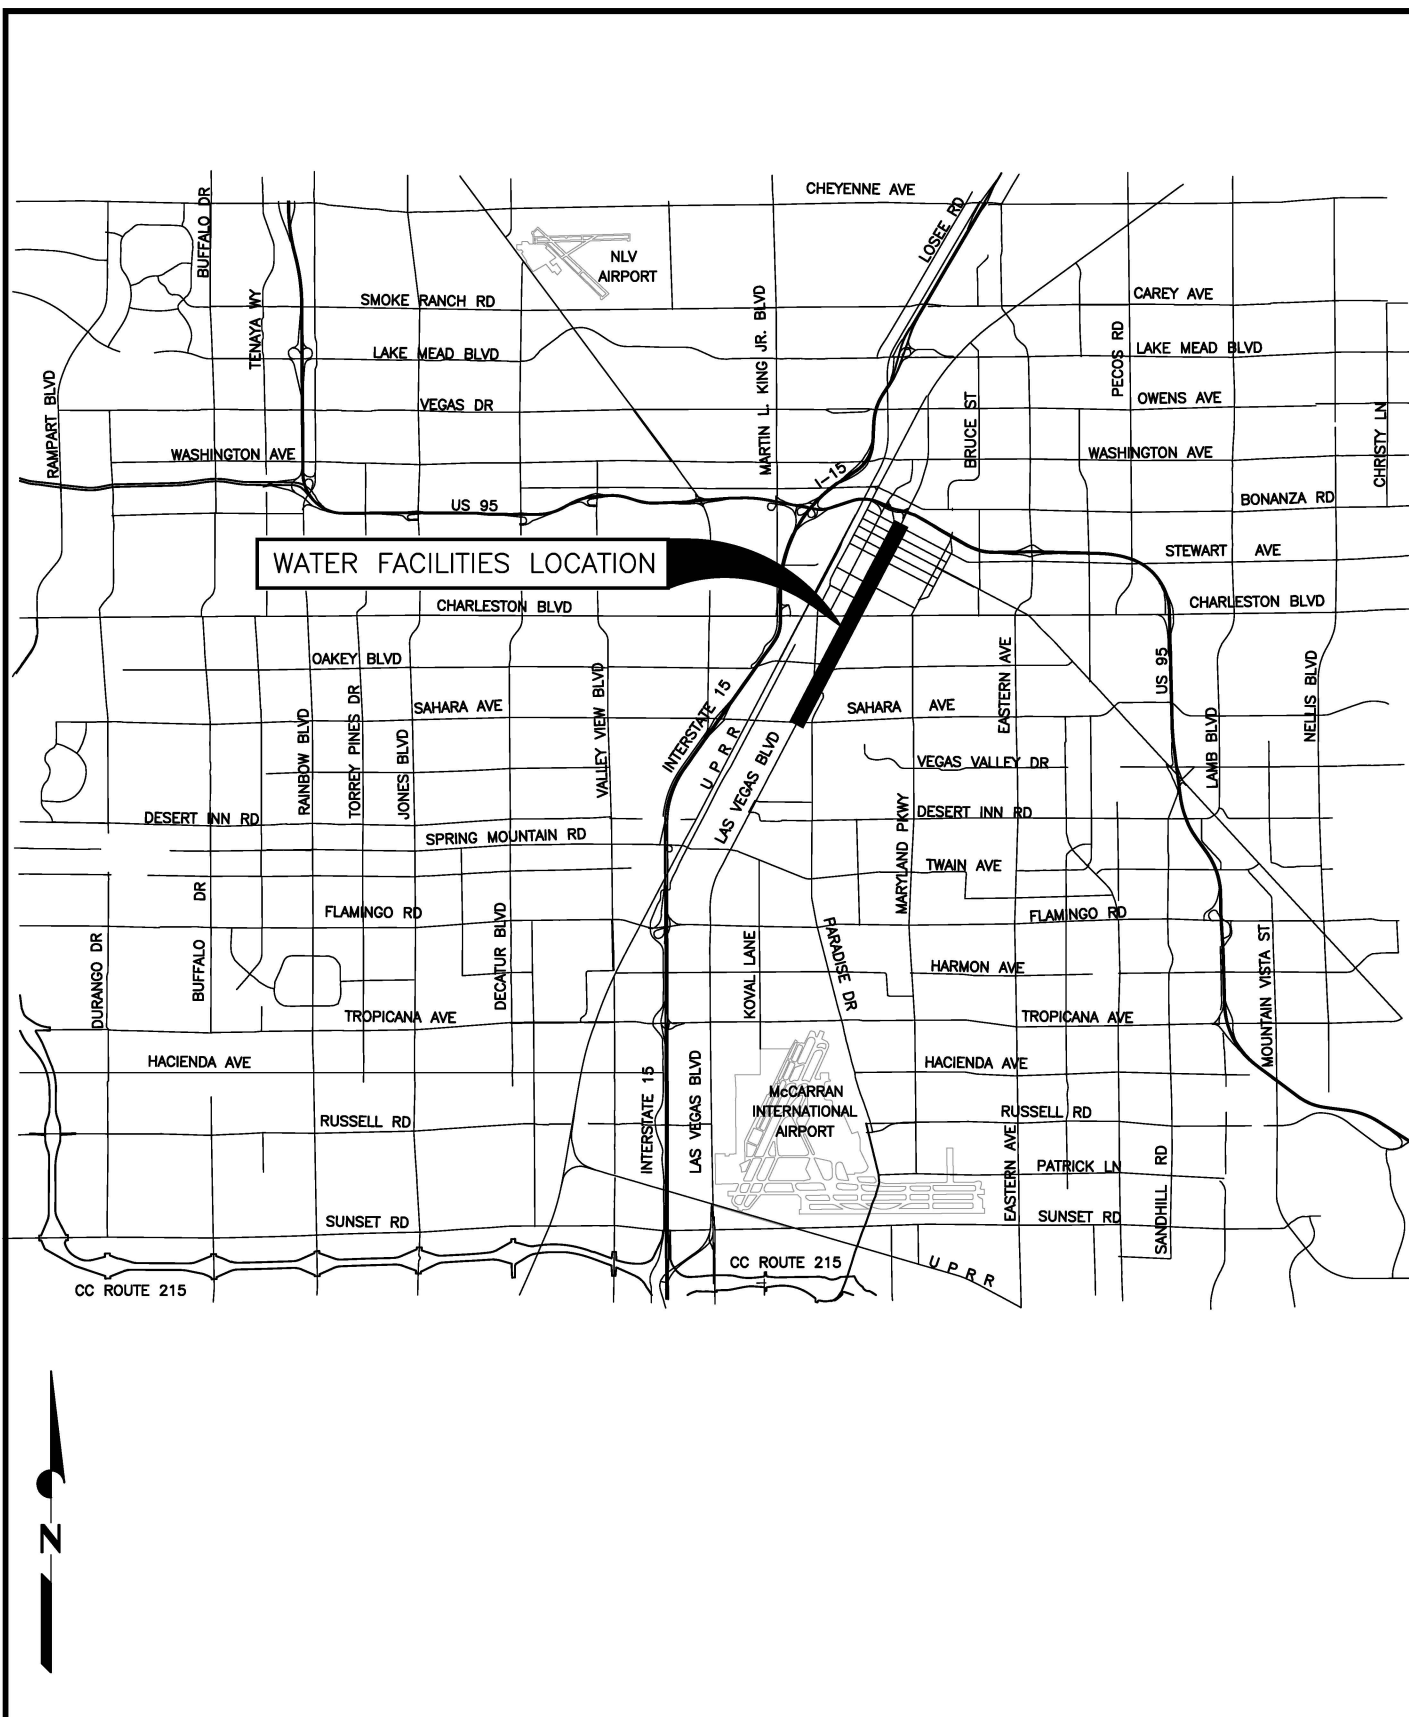 CHEYENNE AVE
BUFFALO DR
LOSEE RD
NLV
AIRPORT
SMOKE RANCH RD
CAREY AVE
TENAYA WY
MARTIN L. KING JR. BLVD
PECOS RD
LAKE MEAD BLVD
LAKE MEAD BLVD
RAMPART BLVD
VEGAS DR
OWENS AVE
BRUCE ST
CHRISTY LN
WASHINGTON AVE
WASHINGTON AVE
I-15
US 95
BONANZA RD
WATER FACILITIES LOCATION
STEWART AVE
CHARLESTON BLVD
CHARLESTON BLVD
OAKEY BLVD
EASTERN AVE
US 95
NELLIS BLVD
VALLEY VIEW BLVD
INTERSTATE 15
SAHARA AVE
SAHARA AVE
RAINBOW BLVD
TORREY PINES DR
JONES BLVD
U P R R
LAS VEGAS BLVD
LAMB BLVD
VEGAS VALLEY DR
DESERT INN RD
DESERT INN RD
SPRING MOUNTAIN RD
MARYLAND PKWY
TWAIN AVE
BUFFALO DR
FLAMINGO RD
FLAMINGO RD
DURANGO DR
DECATUR BLVD
KOVAL LANE
PARADISE DR
HARMON AVE
MOUNTAIN VISTA ST
TROPICANA AVE
TROPICANA AVE
HACIENDA AVE
HACIENDA AVE
INTERSTATE 15
LAS VEGAS BLVD
McCARRAN
INTERNATIONAL
AIRPORT
RUSSELL RD
RUSSELL RD
EASTERN AVE
PATRICK LN
SANDHILL RD
SUNSET RD
SUNSET RD
CC ROUTE 215
CC ROUTE 215
U P R R
N